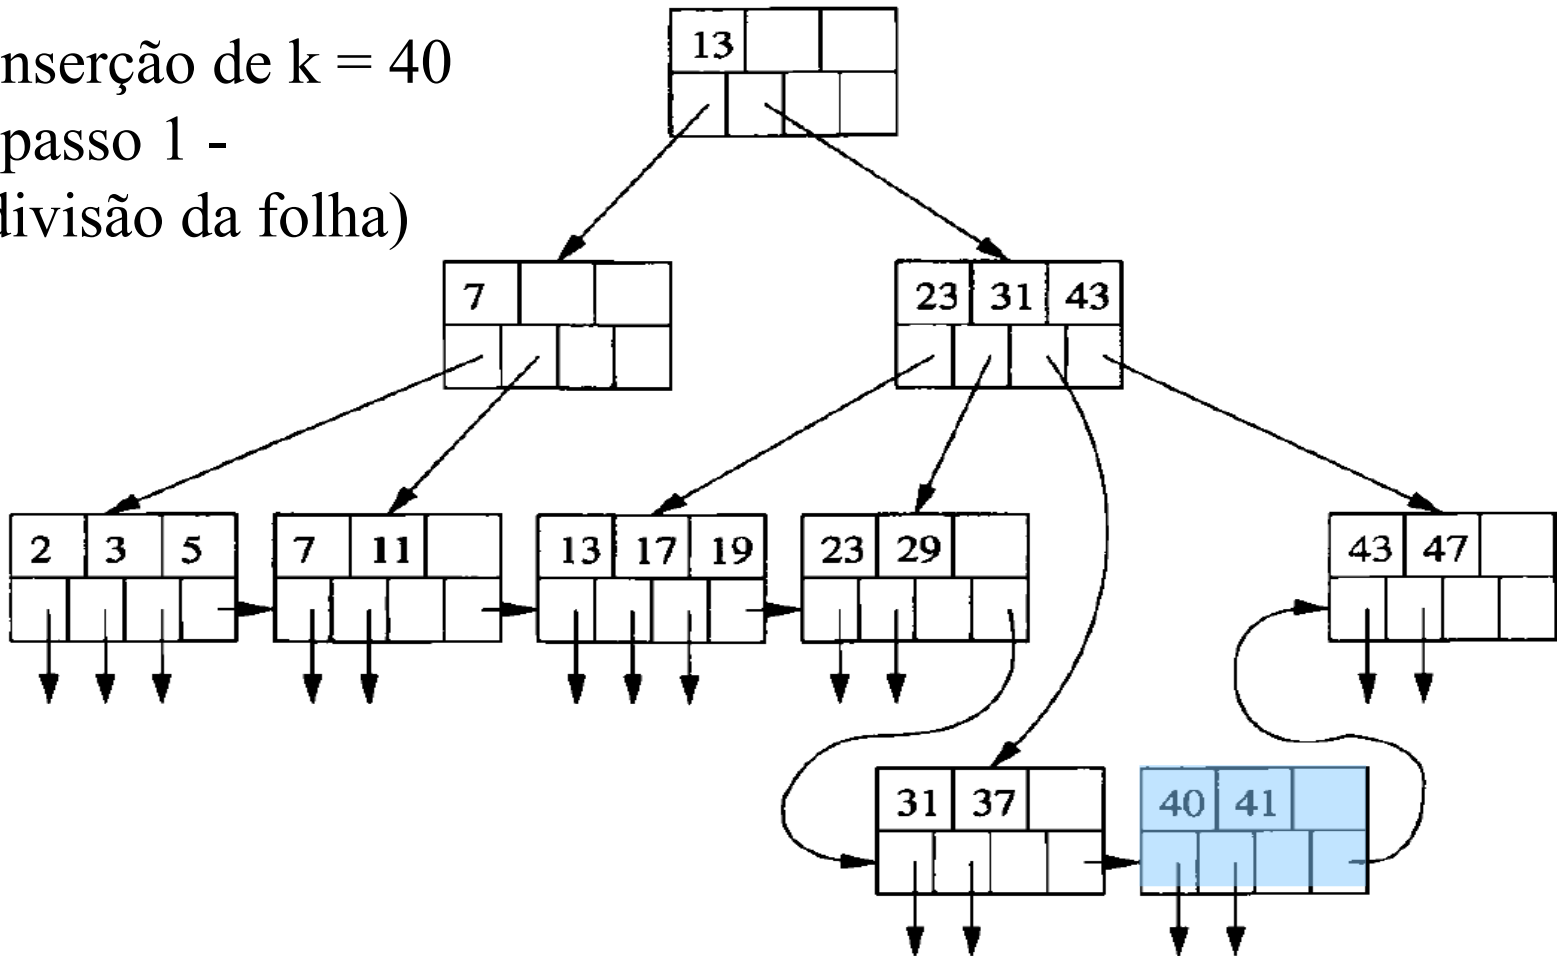 nserção de k = 40
passo 1 -
divisão da folha)
13
7
23 31 43
2 3 5
7 11
13 17 19
23 29
43 47
31 37
40 41